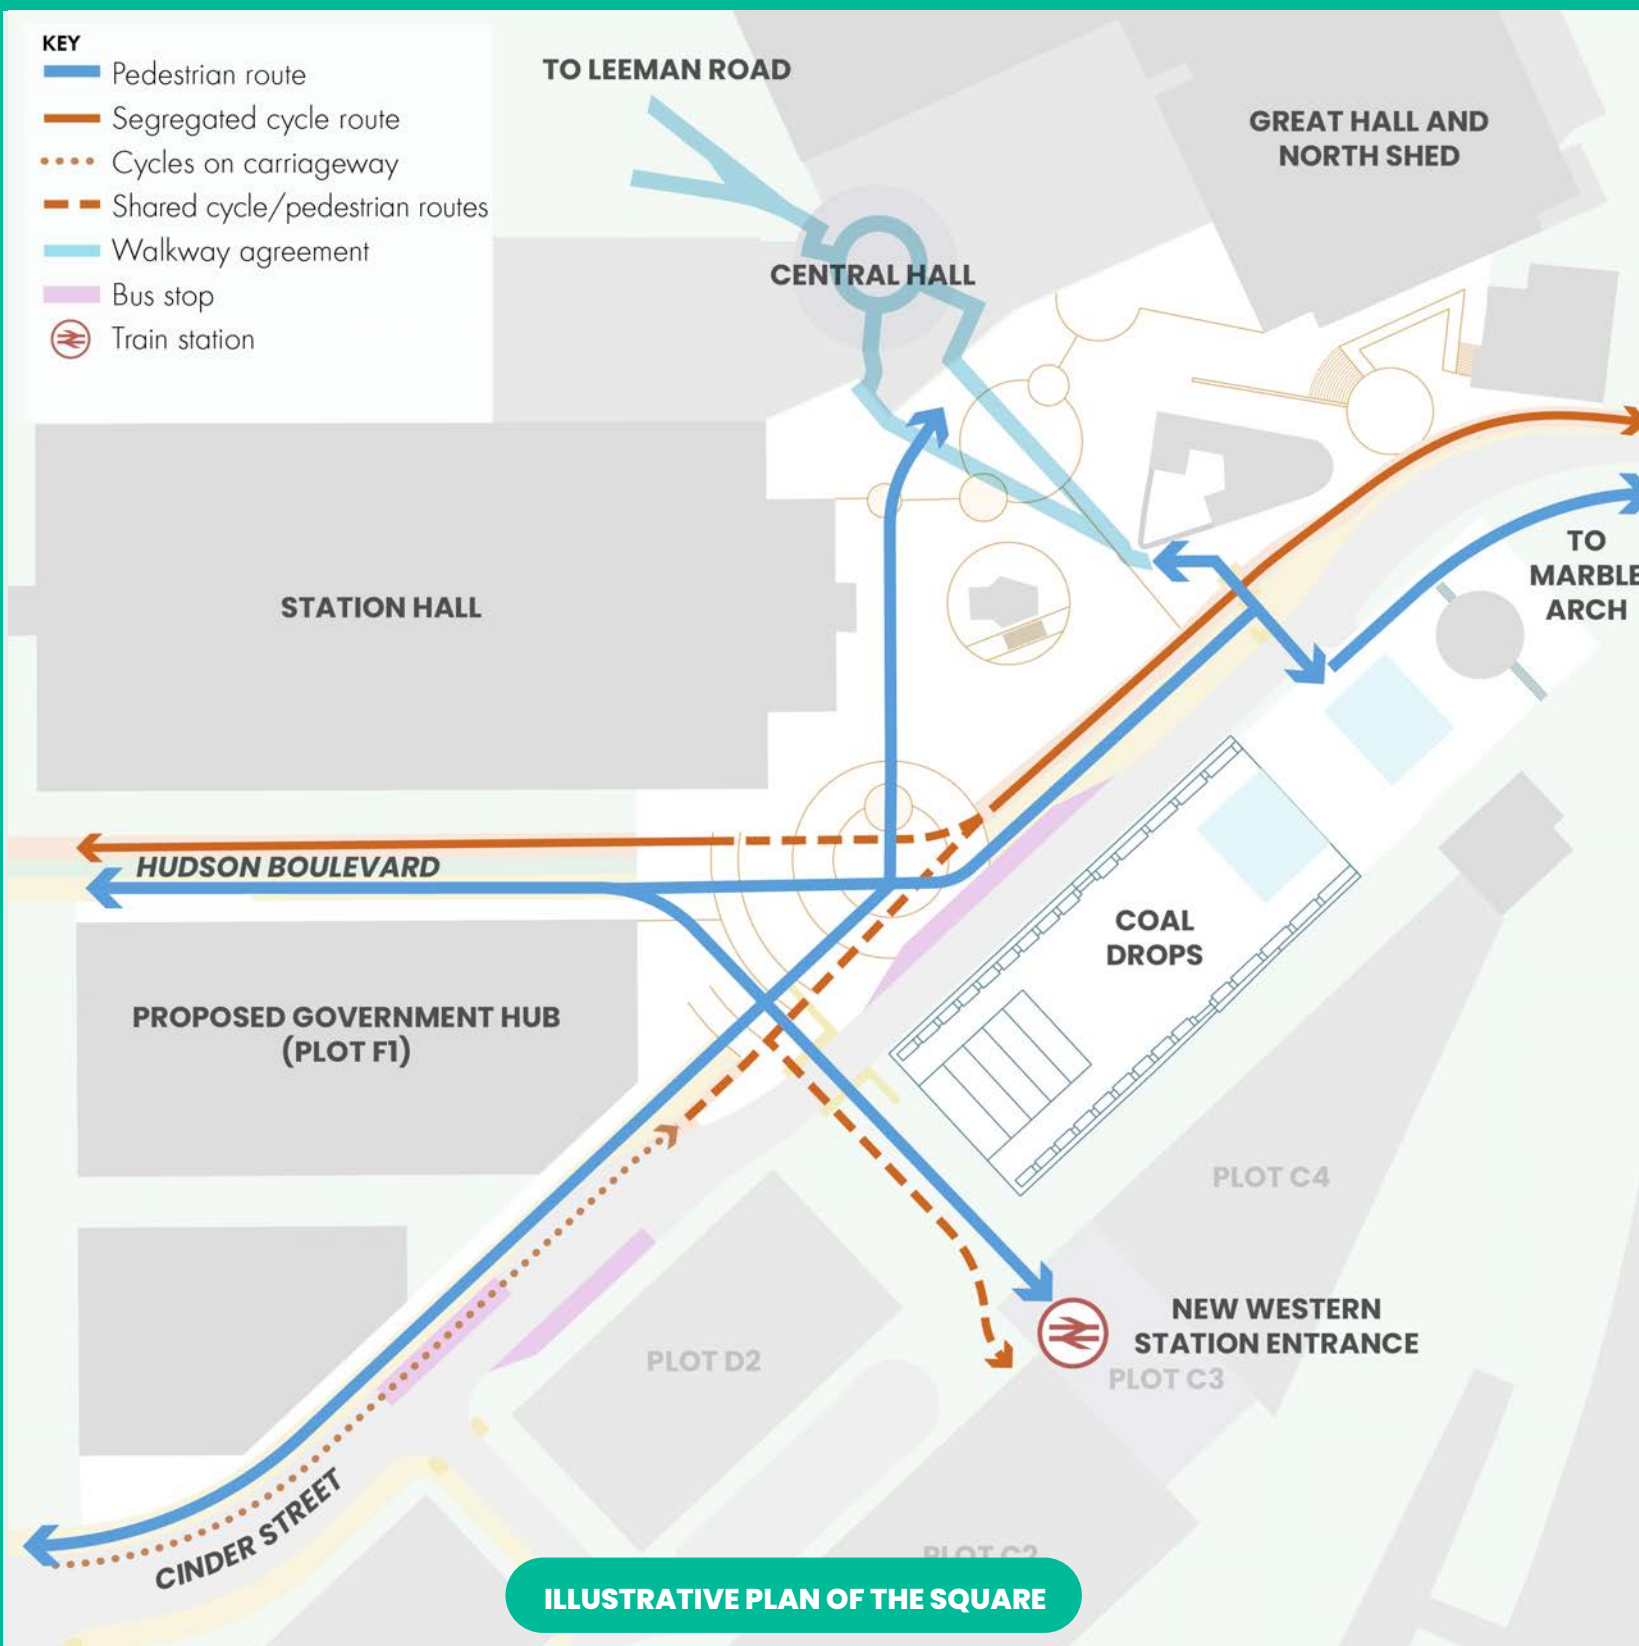 KEY
Pedestrian route
Segregated cycle route
Cycles on carriageway
Shared cycle/pedestrian routes
Walkway agreement
Bus stop
Train station
TO LEEMAN ROAD
GREAT HALL AND
NORTH SHED
CENTRAL HALL
STATION HALL
TO
MARBLE
ARCH
HUDSON BOULEVARD
COAL
DROPS
PROPOSED GOVERNMENT HUB
(PLOT F1)
PLOT C4
NEW WESTERN
STATION ENTRANCE
PLOT D2
PLOT C3
CINDER STREET
PLOT C2
ILLUSTRATIVE PLAN OF THE SQUARE